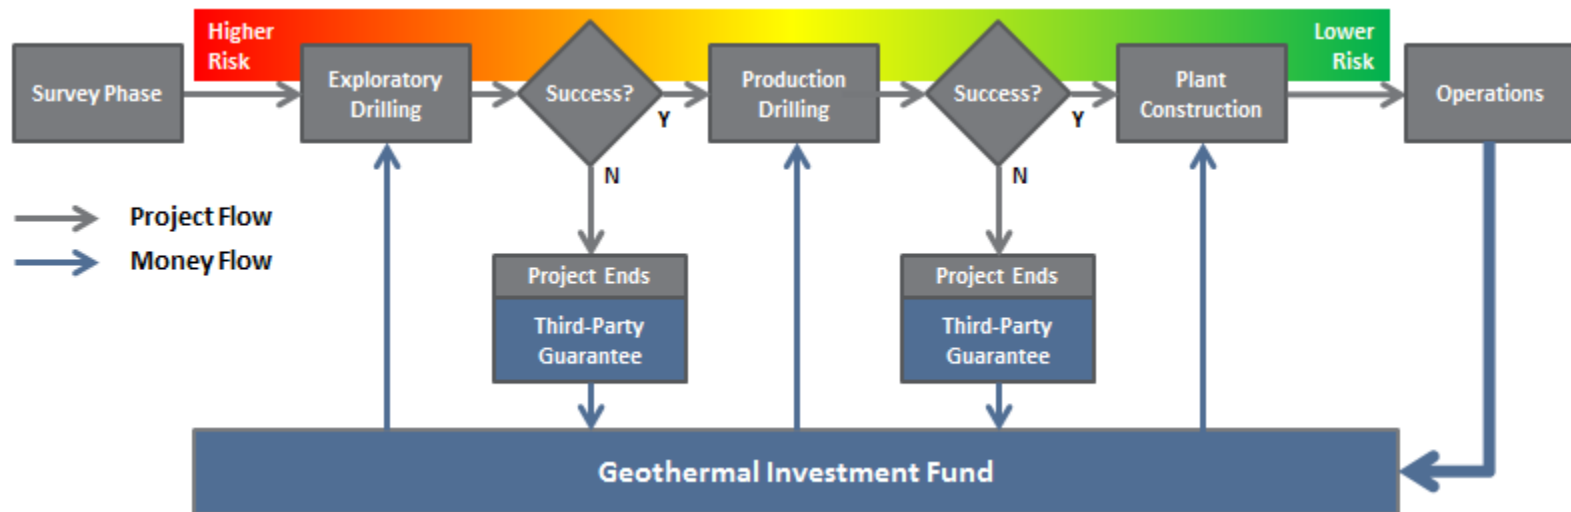 Higher
Risk
Lower
Risk
Survey Phase
Exploratory
Drilling
Success?
Y
Production
Drilling
Success?
Y
Plant
Construction
Operations
N
N
Project Flow
Money Flow
Project Ends
Third-Party
Guarantee
Project Ends
Third-Party
Guarantee
Geothermal Investment Fund